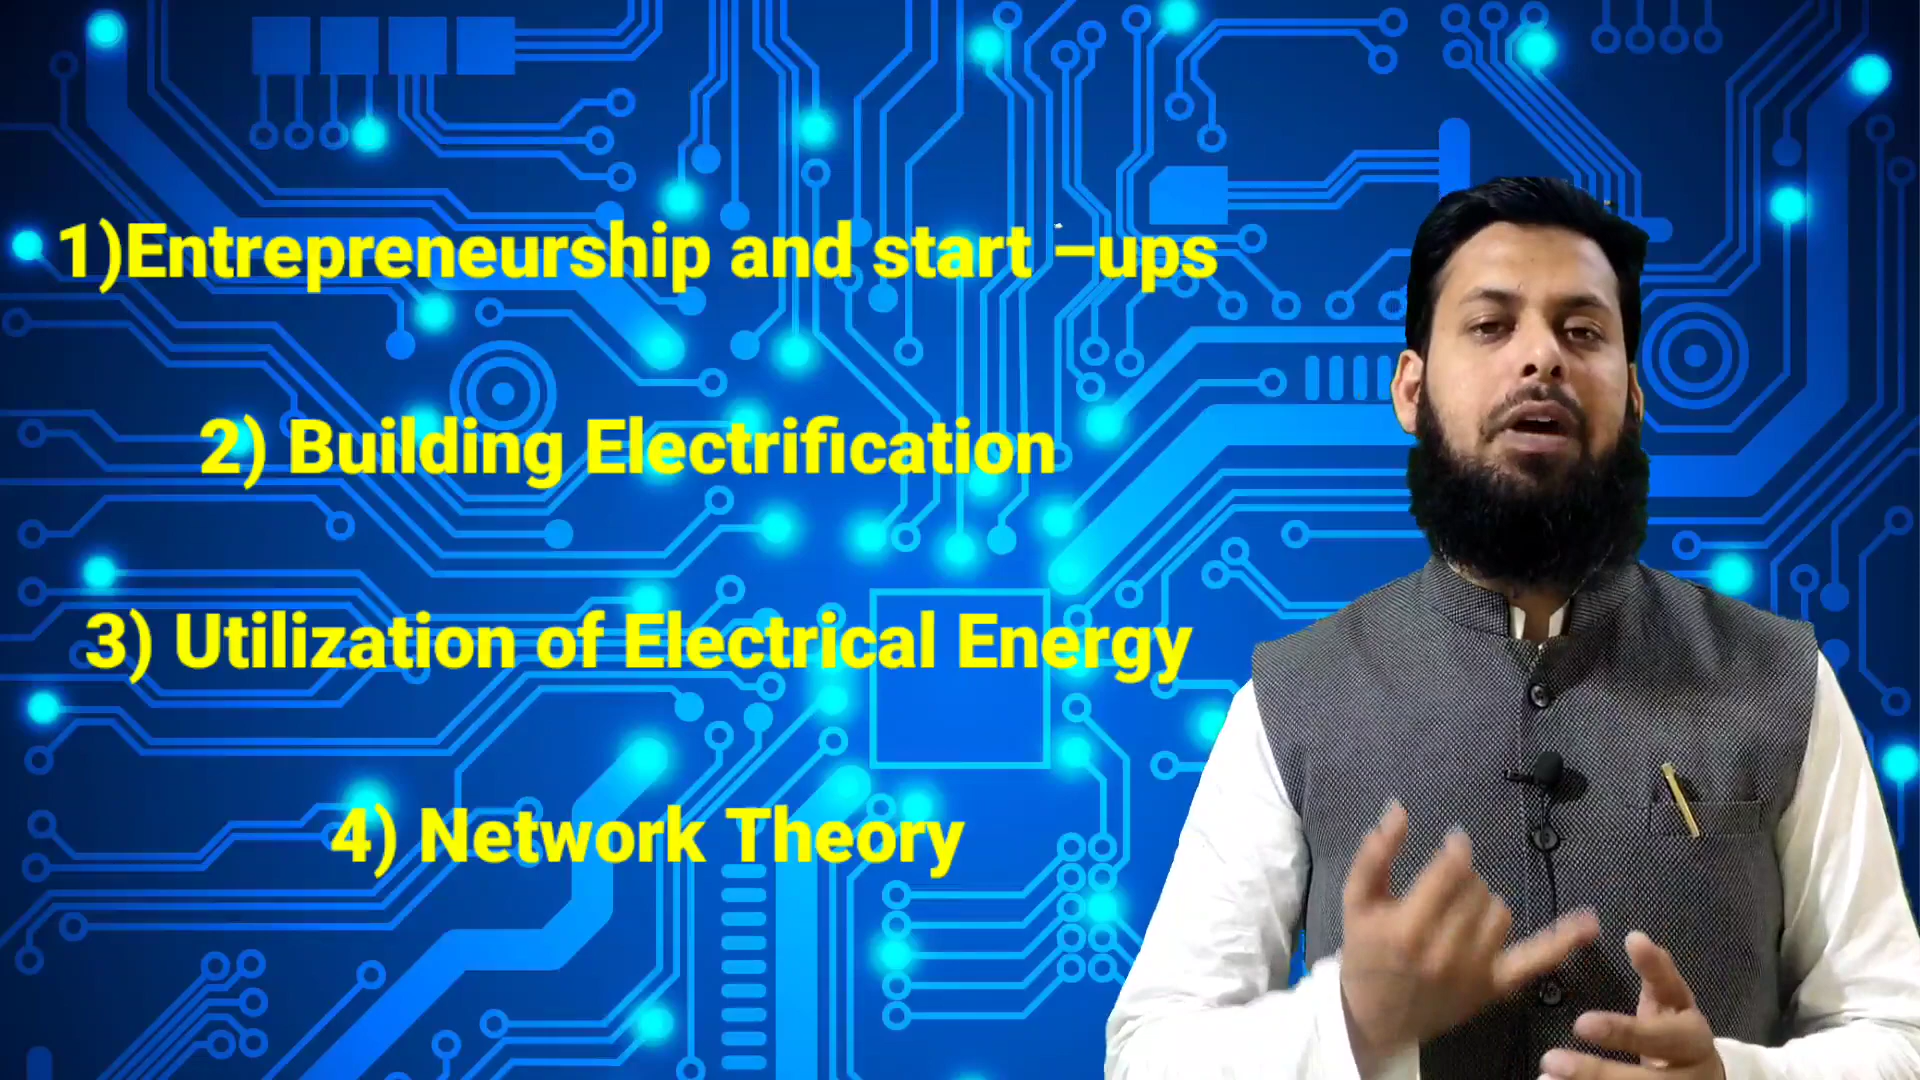 1)Entrepreneurship and start –ups
2) Building Electrification
3) Utilization of Electrical Energy
4) Network Theory